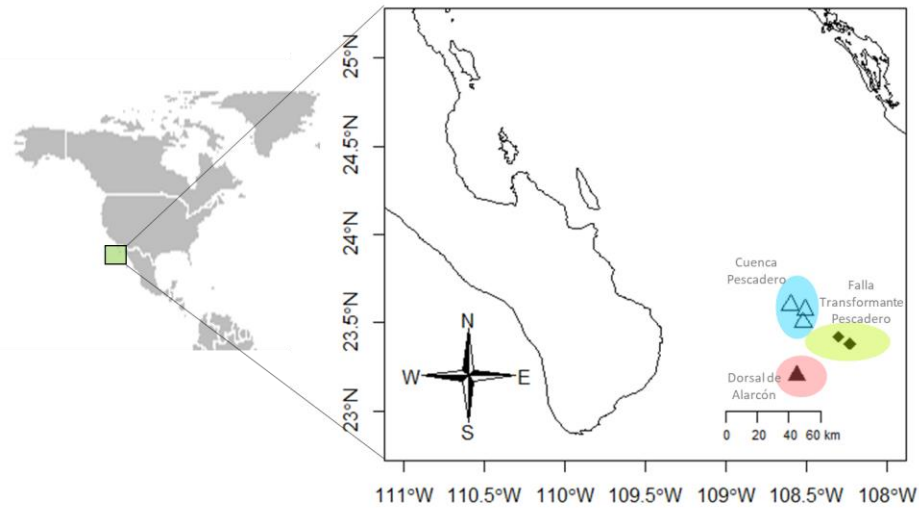 25°N
24.5°N
24°N
23.5°N
23°N
Cuenca
Pescadero
Falla
Transformante
Pescadero
Dorsal de
Alarcón
N
W
E
S
0 20 40 60 km
111°W 110.5°W 110°W 109.5°W 109°W 108.5°W 108°W